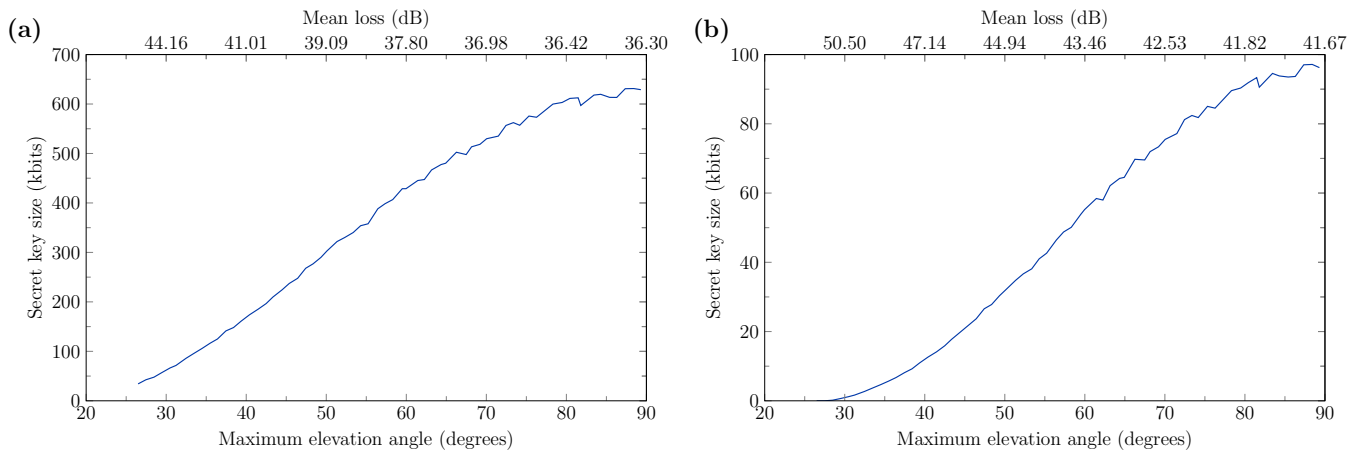 (a)
Mean loss (dB)
44.16 41.01 39.09 37.80 36.98 36.42 36.30
700
600
500
400
300
200
100
0
Secret key size (kbits)
20 30 40 50 60 70 80 90
Maximum elevation angle (degrees)
(b)
Mean loss (dB)
50.50 47.14 44.94 43.46 42.53 41.82 41.67
100
80
60
40
20
0
Secret key size (kbits)
20 30 40 50 60 70 80 90
Maximum elevation angle (degrees)